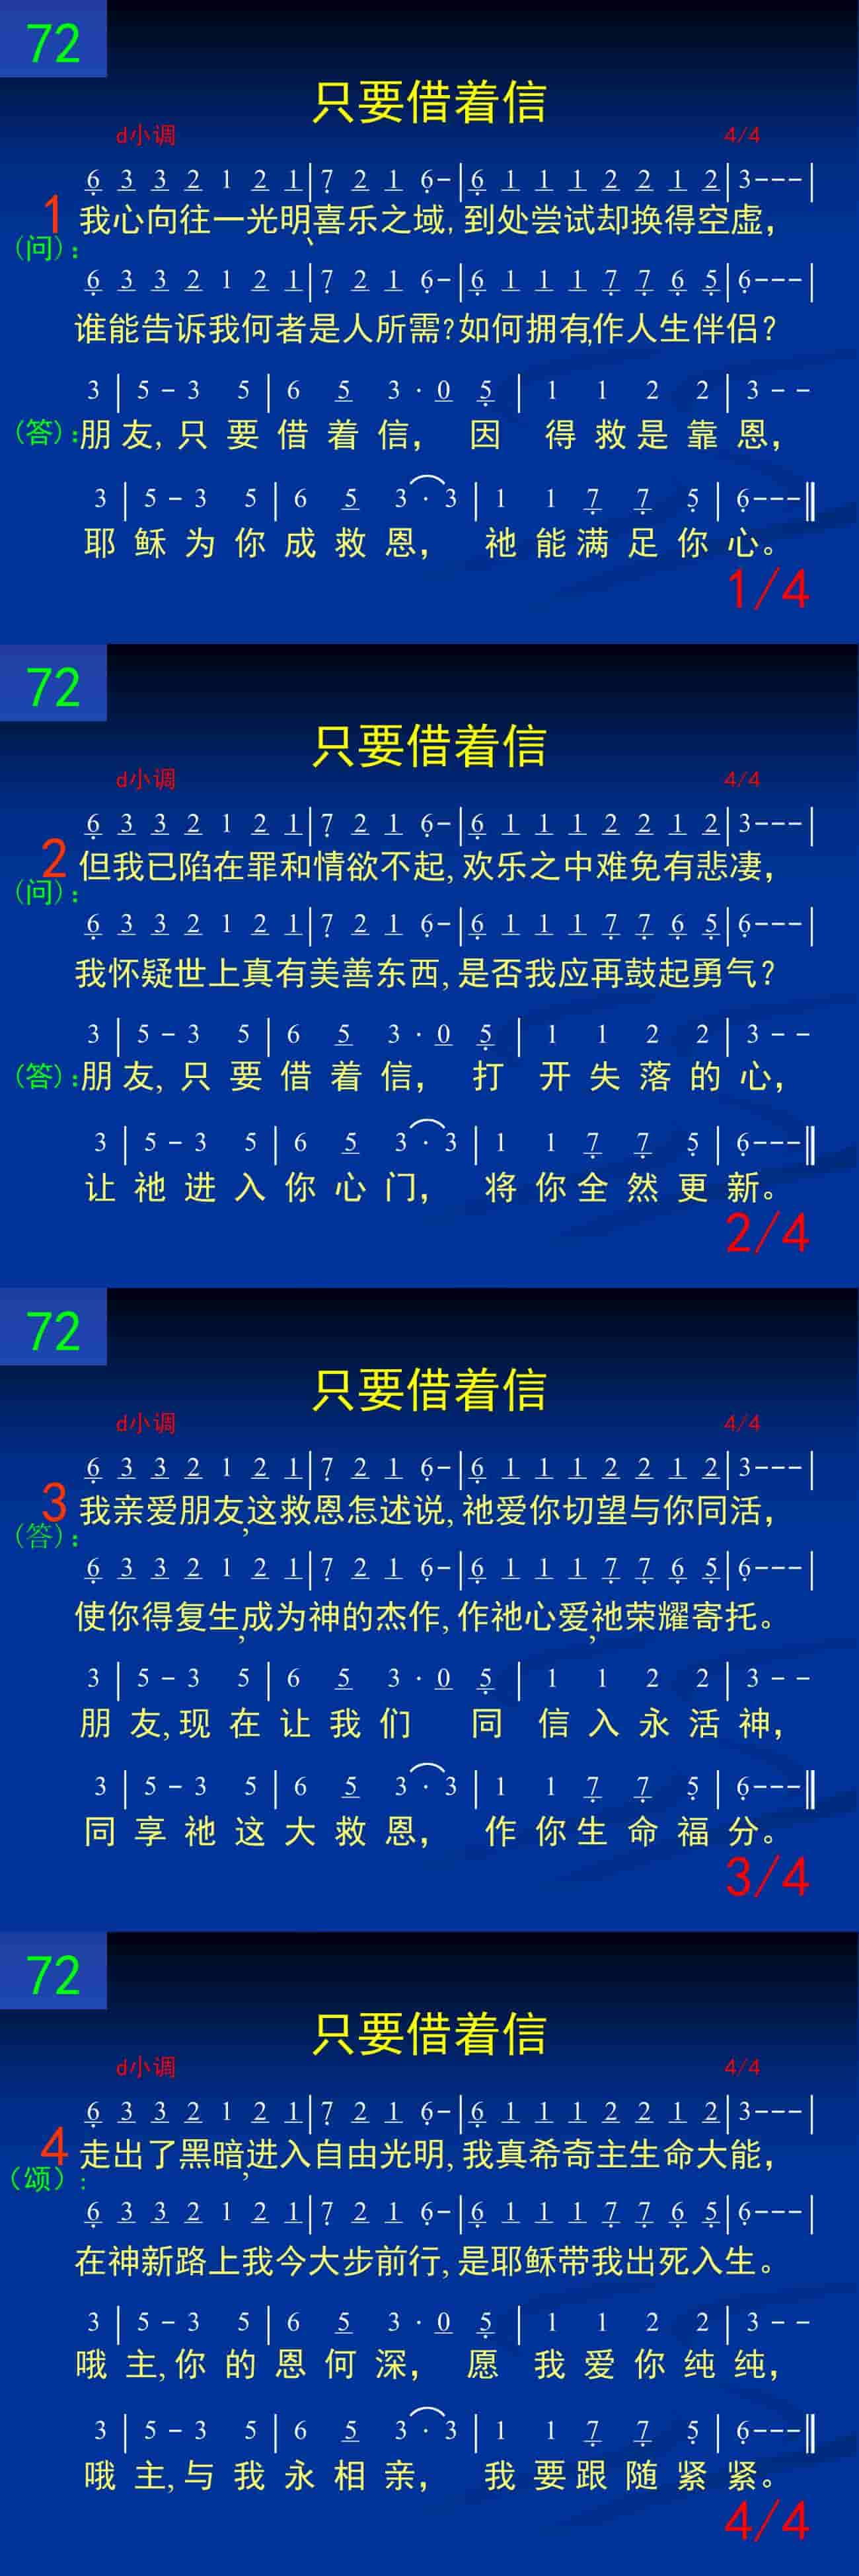 72
只要借着信
d小调 4/4
6 3 3 2 1 2 1|7 2 1 6-|6 1 1 1 2 2 1 2|3---|
1 我心向往一光明、喜乐之域,到处尝试却换得空虚,
(问):
6 3 3 2 1 2 1|7 2 1 6-|6 1 1 1 7 7 6 5|6---|
谁能告诉我何者是人所需?如何拥有,作人生伴侣?
3 | 5 - 3 5 | 6 5 3 · 0 5 | 1 1 2 2 | 3 - -
(答):朋友,只要借着信, 因得救是靠恩,
3 | 5 - 3 5 | 6 5 3 · 3 | 1 1 7 7 5 | 6---‖
耶稣为你成救恩, 祂能满足你心。
1/4
72
只要借着信
d小调 4/4
6 3 3 2 1 2 1|7 2 1 6-|6 1 1 1 2 2 1 2|3---|
2 但我已陷在罪和情欲不起,欢乐之中难免有悲凄,
(问):
6 3 3 2 1 2 1|7 2 1 6-|6 1 1 1 7 7 6 5|6---|
我怀疑世上真有美善东西,是否我应再鼓起勇气?
3 | 5 - 3 5 | 6 5 3 · 0 5 | 1 1 2 2 | 3 - -
(答):朋友,只要借着信, 打开失落的心,
3 | 5 - 3 5 | 6 5 3 · 3 | 1 1 7 7 5 | 6---‖
让祂进入你心门, 将你全然更新。
2/4
72
只要借着信
d小调 4/4
6 3 3 2 1 2 1|7 2 1 6-|6 1 1 1 2 2 1 2|3---|
3 我亲爱朋友,这救恩怎述说,祂爱你切望与你同活,
(答):
6 3 3 2 1 2 1|7 2 1 6-|6 1 1 1 7 7 6 5|6---|
使你得复生,成为神的杰作,作祂心爱,祂荣耀寄托。
3 | 5 - 3 5 | 6 5 3 · 0 5 | 1 1 2 2 | 3 - -
朋友,现在让我们 同信入永活神,
3 | 5 - 3 5 | 6 5 3 · 3 | 1 1 7 7 5 | 6---‖
同享祂这大救恩, 作你生命福分。
3/4
72
只要借着信
d小调 4/4
6 3 3 2 1 2 1|7 2 1 6-|6 1 1 1 2 2 1 2|3---|
4 走出了黑暗,进入自由光明,我真希奇主生命大能,
(颂):
6 3 3 2 1 2 1|7 2 1 6-|6 1 1 1 7 7 6 5|6---|
在神新路上我今大步前行,是耶稣带我出死入生。
3 | 5 - 3 5 | 6 5 3 · 0 5 | 1 1 2 2 | 3 - -
哦主,你的恩何深, 愿我爱你纯纯,
3 | 5 - 3 5 | 6 5 3 · 3 | 1 1 7 7 5 | 6---‖
哦主,与我永相亲, 我要跟随紧紧。
4/4